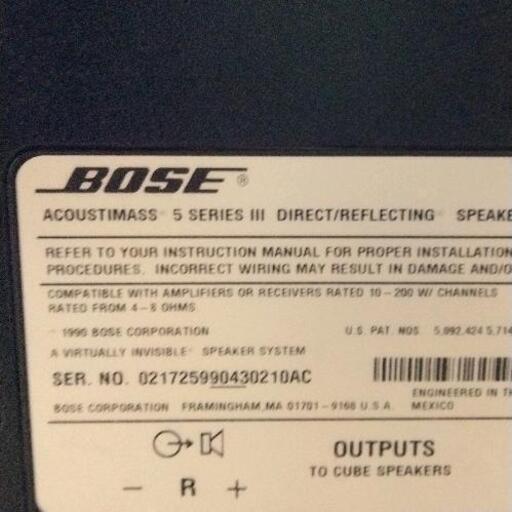 BOSE®
ACOUSTIMASS® 5 SERIES III DIRECT/REFLECTING® SPEAKE
REFER TO YOUR INSTRUCTION MANUAL FOR PROPER INSTALLATION
PROCEDURES. INCORRECT WIRING MAY RESULT IN DAMAGE AND/O
COMPATIBLE WITH AMPLIFIERS OR RECEIVERS RATED 10-200 W/ CHANNELS
RATED FROM 4-8 OHMS
1996 BOSE CORPORATION U.S. PAT. NOS 5,092,424 5,714
A VIRTUALLY INVISIBLE® SPEAKER SYSTEM
SER. NO. 021725990430210AC
ENGINEERED IN TH
BOSE CORPORATION FRAMINGHAM, MA 01701-9168 U.S.A. MEXICO
OUTPUTS
TO CUBE SPEAKERS
− R +